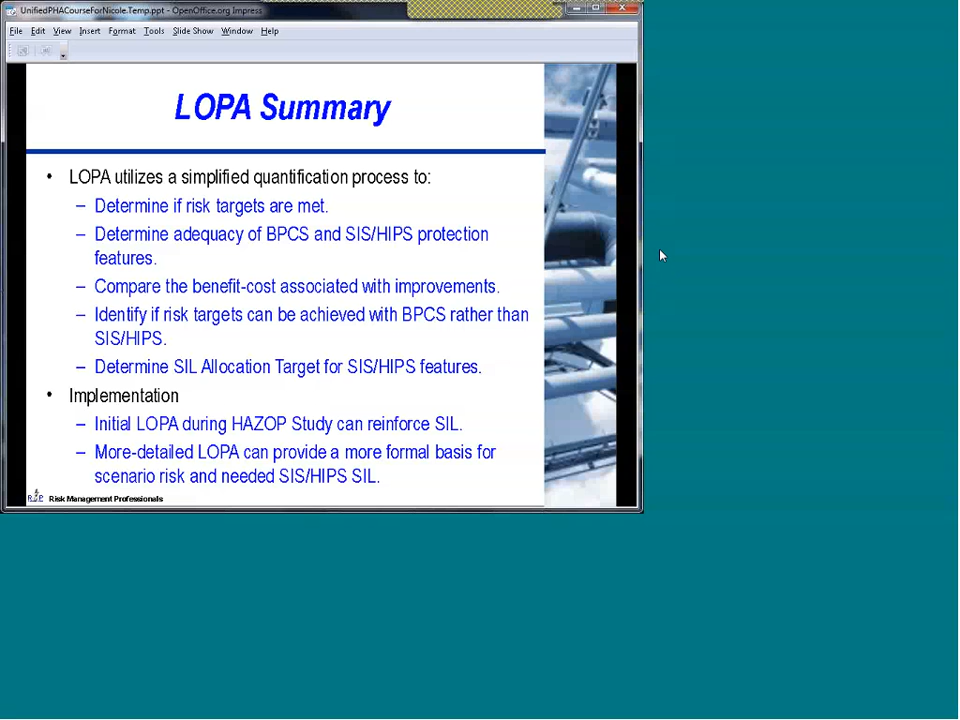 UnifiedPHACourseForNicole.Temp.ppt - OpenOffice.org Impress
File Edit View Insert Format Tools Slide Show Window Help
LOPA Summary
• LOPA utilizes a simplified quantification process to:
– Determine if risk targets are met.
– Determine adequacy of BPCS and SIS/HIPS protection
features.
– Compare the benefit-cost associated with improvements.
– Identify if risk targets can be achieved with BPCS rather than
SIS/HIPS.
– Determine SIL Allocation Target for SIS/HIPS features.
• Implementation
– Initial LOPA during HAZOP Study can reinforce SIL.
– More-detailed LOPA can provide a more formal basis for
scenario risk and needed SIS/HIPS SIL.
Risk Management Professionals